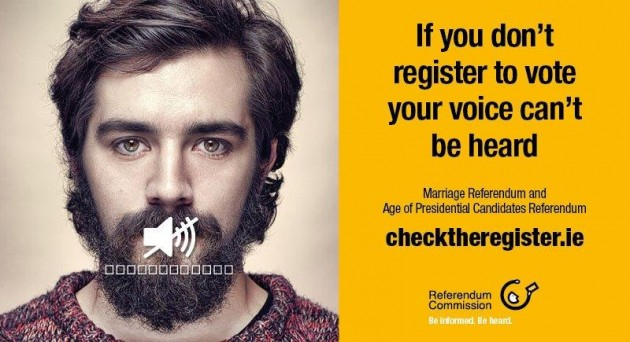 If you don't
register to vote
your voice can't
be heard
Marriage Referendum and
Age of Presidential Candidates Referendum
checktheregister.ie
Referendum
Commission
Be informed. Be heard.